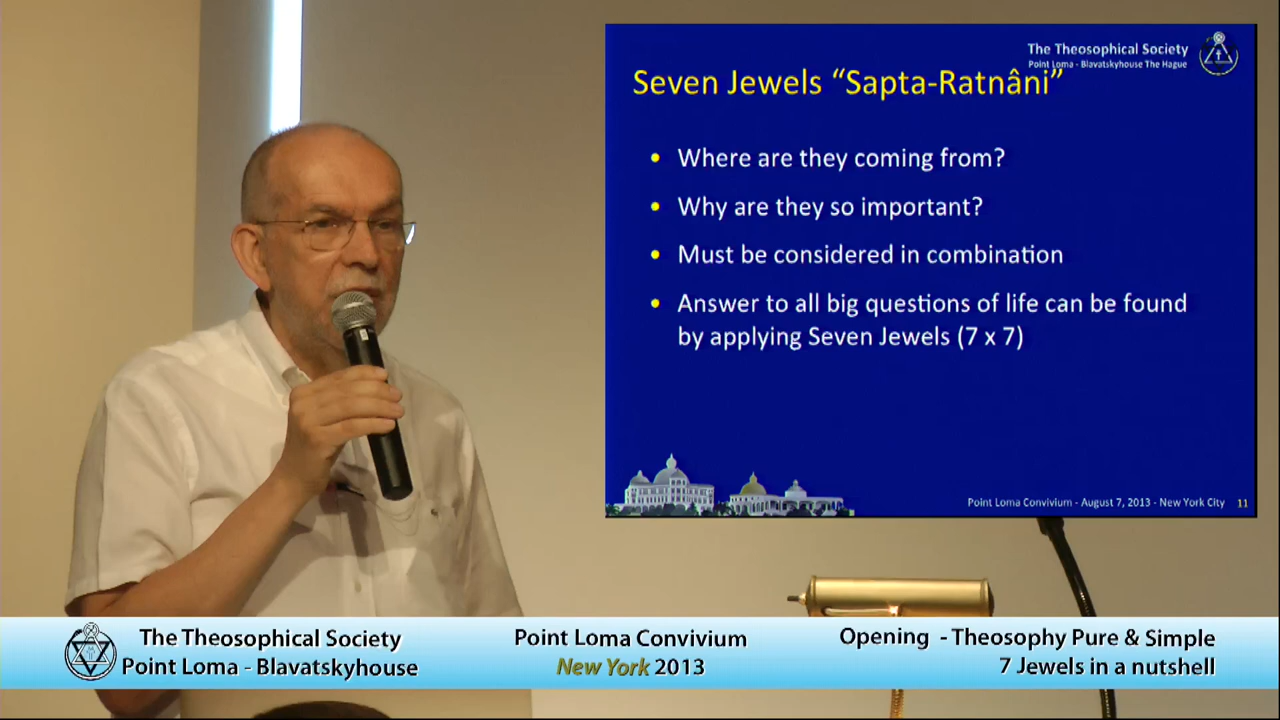 The Theosophical Society
Point Loma - Blavatskyhouse The Hague
Seven Jewels “Sapta-Ratnâni”
• Where are they coming from?
• Why are they so important?
• Must be considered in combination
• Answer to all big questions of life can be found
by applying Seven Jewels (7 x 7)
Point Loma Convivium - August 7, 2013 - New York City 11
The Theosophical Society
Point Loma - Blavatskyhouse
Point Loma Convivium
New York 2013
Opening - Theosophy Pure & Simple
7 Jewels in a nutshell